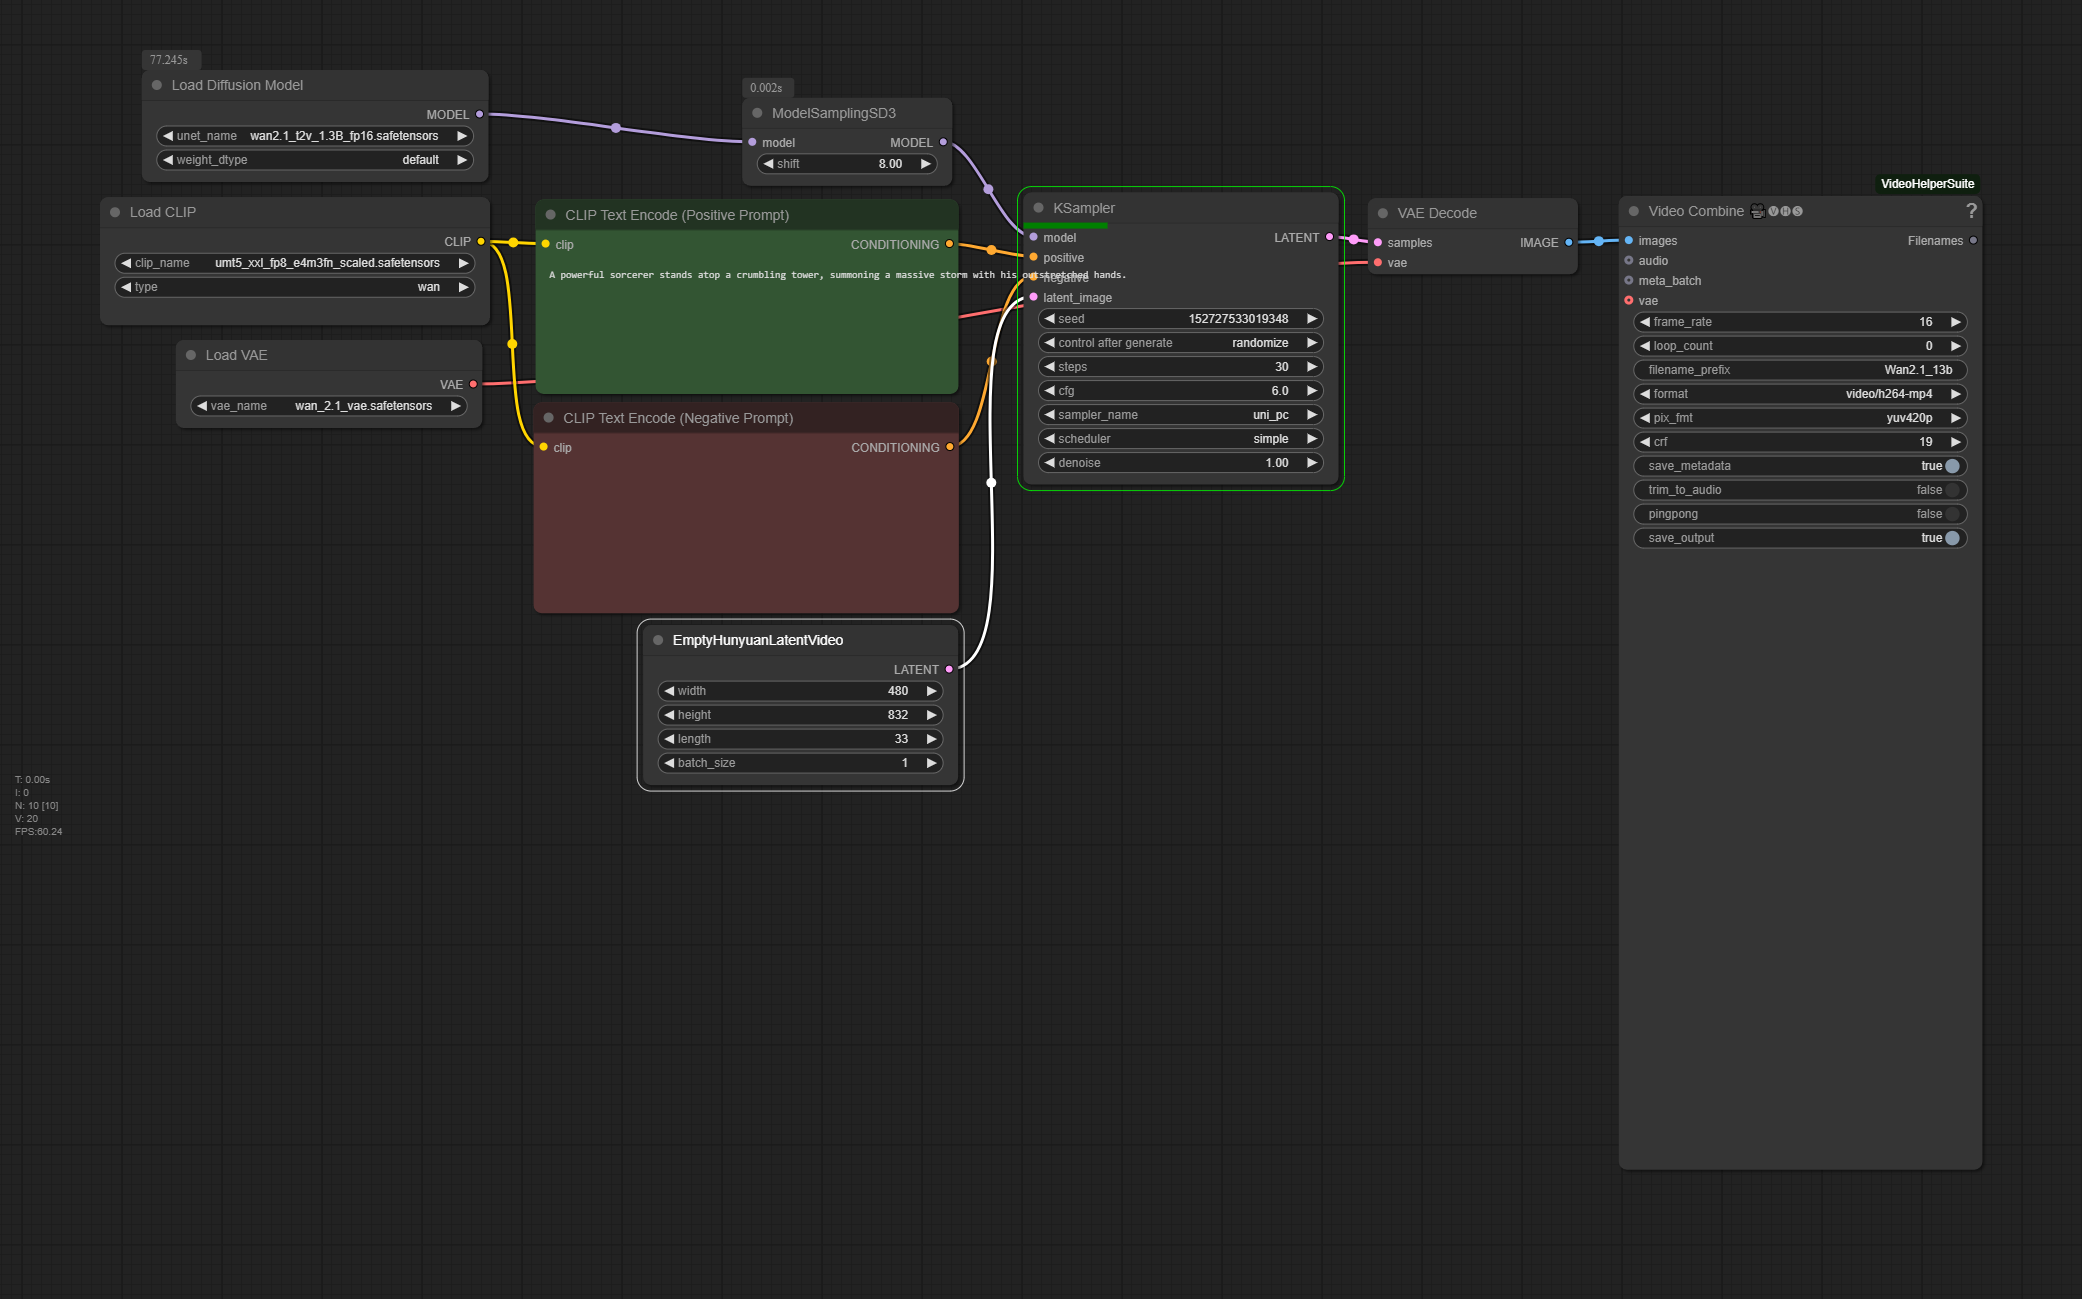 77.245s
Load Diffusion Model
MODEL
unet_name wan2.1_t2v_1.3B_fp16.safetensors
weight_dtype default
0.002s
ModelSamplingSD3
model MODEL
shift 8.00
Load CLIP
CLIP
clip_name umt5_xxl_fp8_e4m3fn_scaled.safetensors
type wan
Load VAE
VAE
vae_name wan_2.1_vae.safetensors
CLIP Text Encode (Positive Prompt)
clip CONDITIONING
A powerful sorcerer stands atop a crumbling tower, summoning a massive storm with his outstretched hands.
CLIP Text Encode (Negative Prompt)
clip CONDITIONING
EmptyHunyuanLatentVideo
LATENT
width 480
height 832
length 33
batch_size 1
KSampler
model LATENT
positive
negative
latent_image
seed 152727533019348
control after generate randomize
steps 30
cfg 6.0
sampler_name uni_pc
scheduler simple
denoise 1.00
VAE Decode
samples IMAGE
vae
VideoHelperSuite
Video Combine 🎥🅥🅗🅢 ?
images Filenames
audio
meta_batch
vae
frame_rate 16
loop_count 0
filename_prefix Wan2.1_13b
format video/h264-mp4
pix_fmt yuv420p
crf 19
save_metadata true
trim_to_audio false
pingpong false
save_output true
T: 0.00s
I: 0
N: 10 [10]
V: 20
FPS:60.24